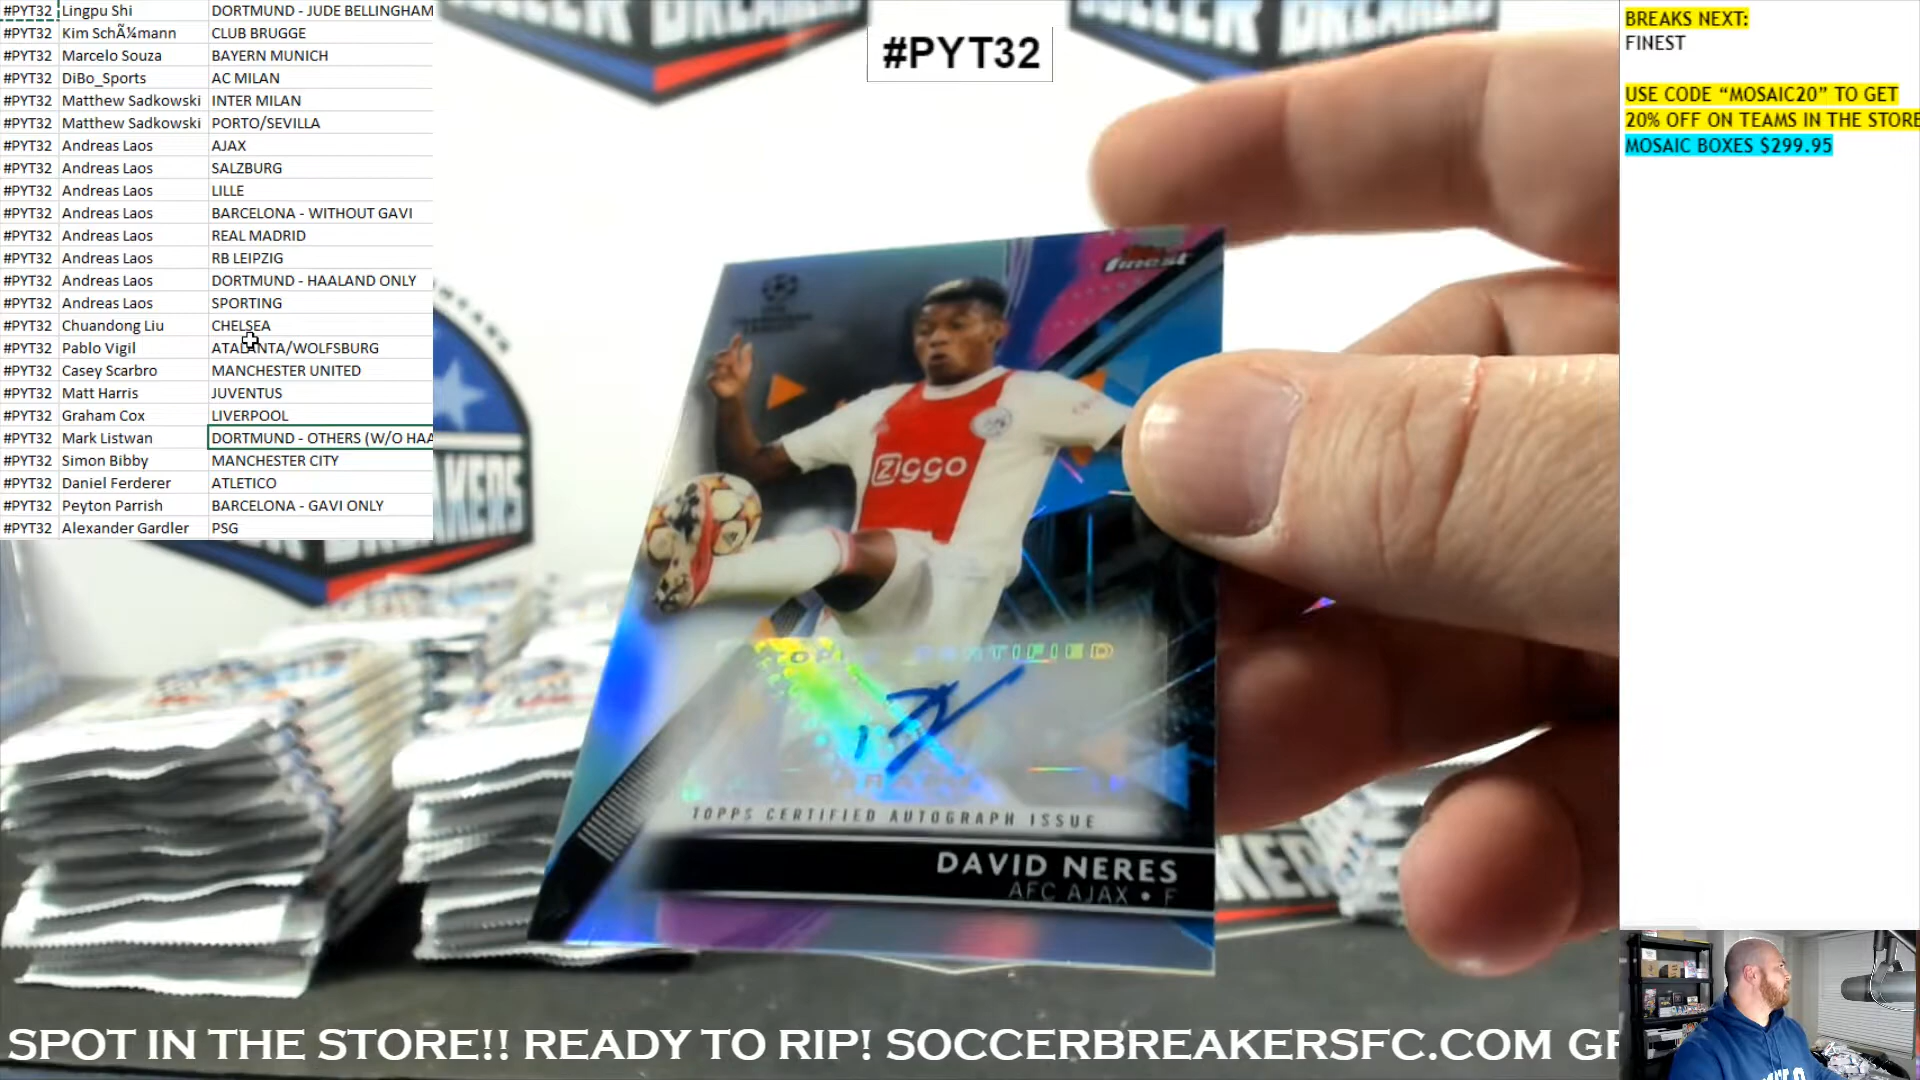 #PYT32 Lingpu Shi DORTMUND - JUDE BELLINGHAM
#PYT32 Kim SchÃ¼mann CLUB BRUGGE
#PYT32 Marcelo Souza BAYERN MUNICH
#PYT32 DiBo_Sports AC MILAN
#PYT32 Matthew Sadkowski INTER MILAN
#PYT32 Matthew Sadkowski PORTO/SEVILLA
#PYT32 Andreas Laos AJAX
#PYT32 Andreas Laos SALZBURG
#PYT32 Andreas Laos LILLE
#PYT32 Andreas Laos BARCELONA - WITHOUT GAVI
#PYT32 Andreas Laos REAL MADRID
#PYT32 Andreas Laos RB LEIPZIG
#PYT32 Andreas Laos DORTMUND - HAALAND ONLY
#PYT32 Andreas Laos SPORTING
#PYT32 Chuandong Liu CHELSEA
#PYT32 Pablo Vigil ATALANTA/WOLFSBURG
#PYT32 Casey Scarbro MANCHESTER UNITED
#PYT32 Matt Harris JUVENTUS
#PYT32 Graham Cox LIVERPOOL
#PYT32 Mark Listwan DORTMUND - OTHERS (W/O HAA
#PYT32 Simon Bibby MANCHESTER CITY
#PYT32 Daniel Ferderer ATLETICO
#PYT32 Peyton Parrish BARCELONA - GAVI ONLY
#PYT32 Alexander Gardler PSG
#PYT32
SOCCER BREAKERS
finest
ZIGGO
TOPPS CERTIFIED
TOPPS CERTIFIED AUTOGRAPH ISSUE
DAVID NERES
AFC AJAX • F
BREAKS NEXT:
FINEST
USE CODE “MOSAIC20” TO GET
20% OFF ON TEAMS IN THE STORE
MOSAIC BOXES $299.95
SPOT IN THE STORE!! READY TO RIP! SOCCERBREAKERSFC.COM GR